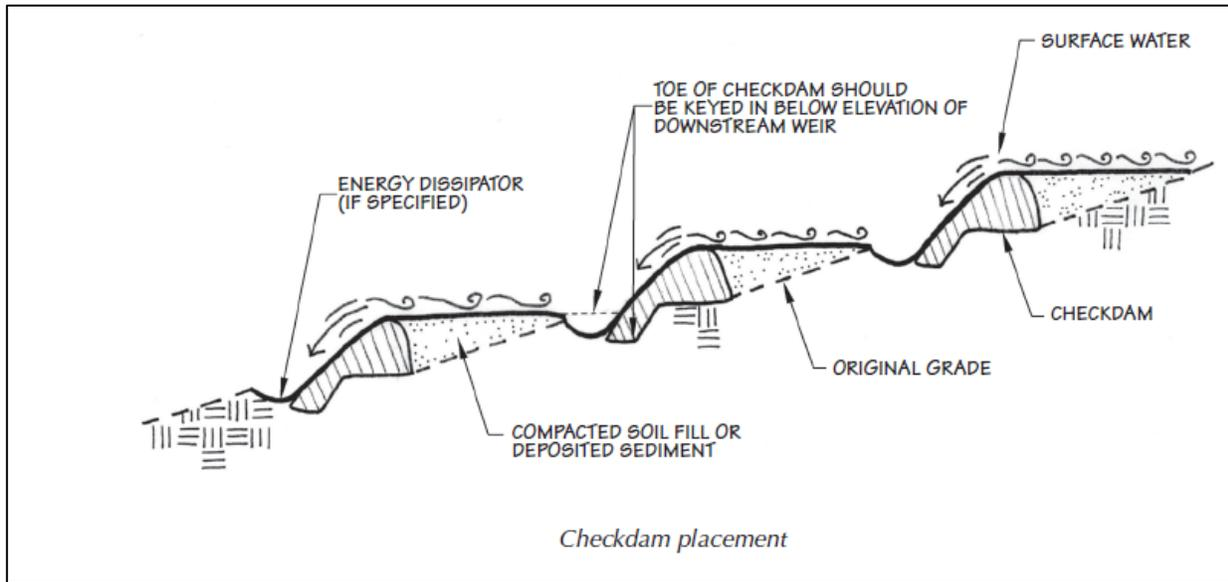 SURFACE WATER
TOE OF CHECKDAM SHOULD
BE KEYED IN BELOW ELEVATION OF
DOWNSTREAM WEIR
ENERGY DISSIPATOR
(IF SPECIFIED)
CHECKDAM
ORIGINAL GRADE
COMPACTED SOIL FILL OR
DEPOSITED SEDIMENT
Checkdam placement